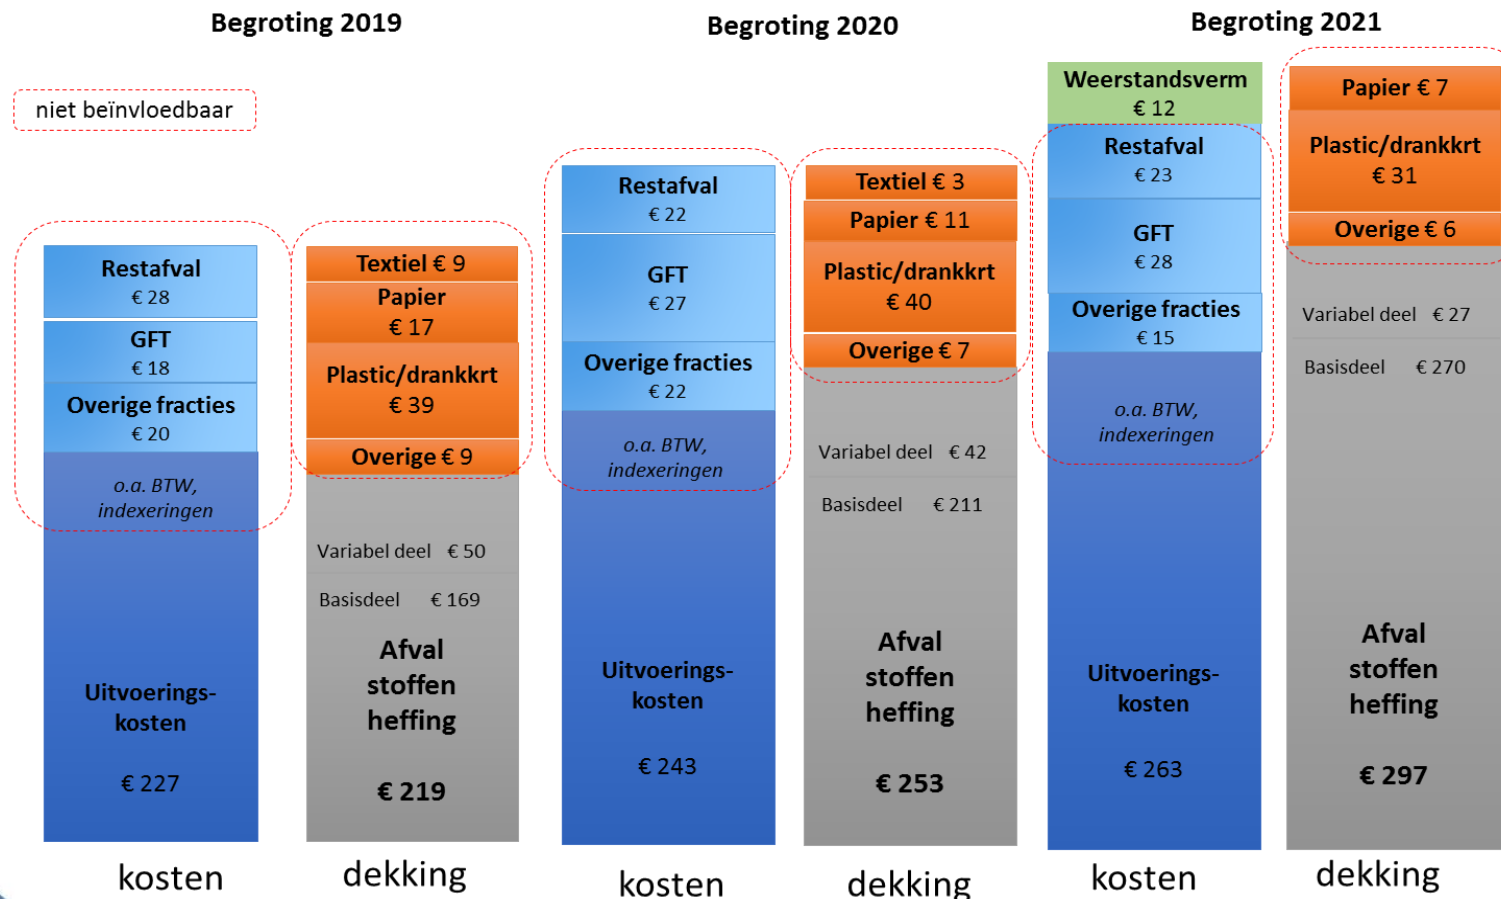 Begroting 2019
Begroting 2020
Begroting 2021
niet beïnvloedbaar
Restafval
€ 28
GFT
€ 18
Overige fracties
€ 20
o.a. BTW,
indexeringen
Uitvoerings-
kosten
€ 227
kosten
Textiel € 9
Papier
€ 17
Plastic/drankkrt
€ 39
Overige € 9
Variabel deel € 50
Basisdeel € 169
Afval
stoffen
heffing
€ 219
dekking
Restafval
€ 22
GFT
€ 27
Overige fracties
€ 22
o.a. BTW,
indexeringen
Uitvoerings-
kosten
€ 243
kosten
Textiel € 3
Papier € 11
Plastic/drankkrt
€ 40
Overige € 7
Variabel deel € 42
Basisdeel € 211
Afval
stoffen
heffing
€ 253
dekking
Weerstandsverm
€ 12
Restafval
€ 23
GFT
€ 28
Overige fracties
€ 15
o.a. BTW,
indexeringen
Uitvoerings-
kosten
€ 263
kosten
Papier € 7
Plastic/drankkrt
€ 31
Overige € 6
Variabel deel € 27
Basisdeel € 270
Afval
stoffen
heffing
€ 297
dekking